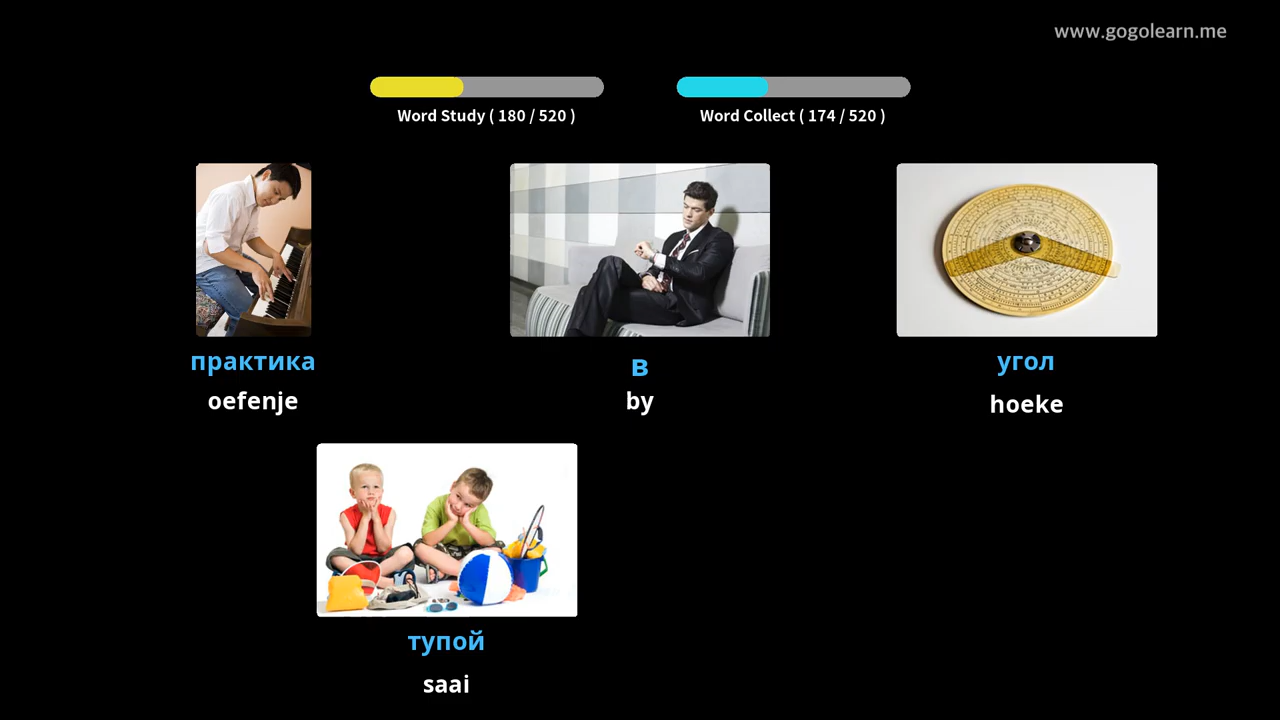 www.gogolearn.me
Word Study ( 180 / 520 )
Word Collect ( 174 / 520 )
практика
oefenje
в
by
угол
hoeke
тупой
saai